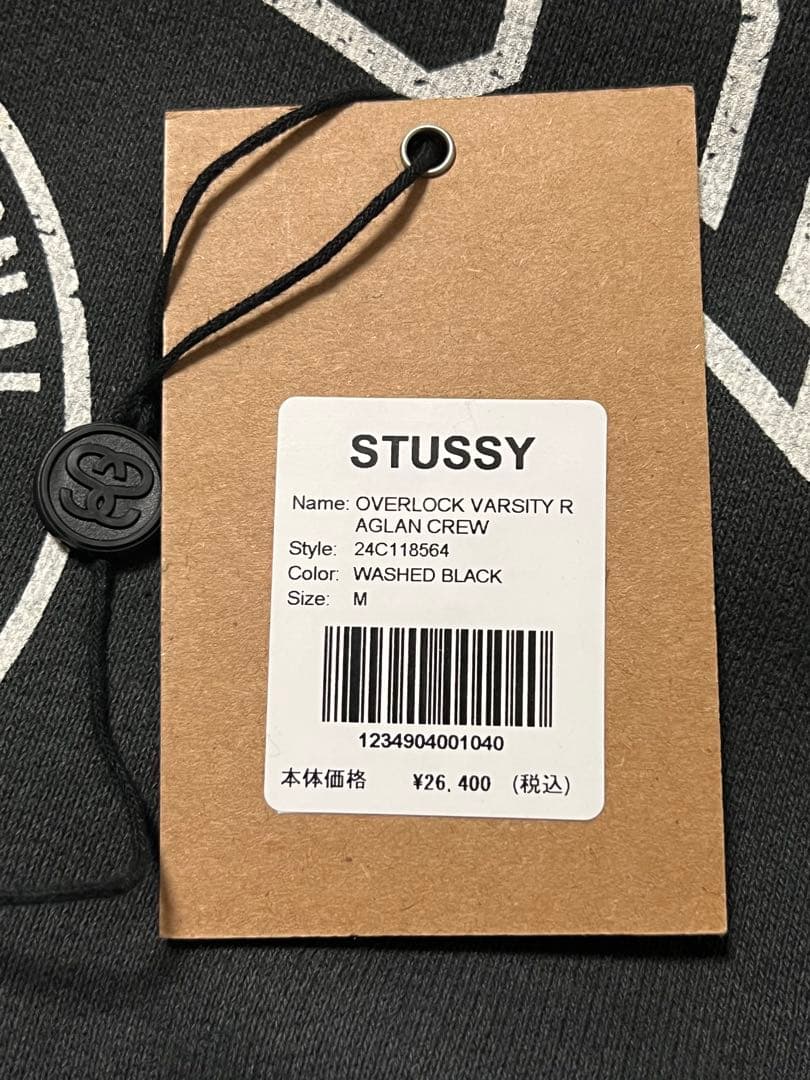 STUSSY
Name: OVERLOCK VARSITY R
AGLAN CREW
Style: 24C118564
Color: WASHED BLACK
Size: M
1234904001040
本体価格 ¥26,400 (税込)